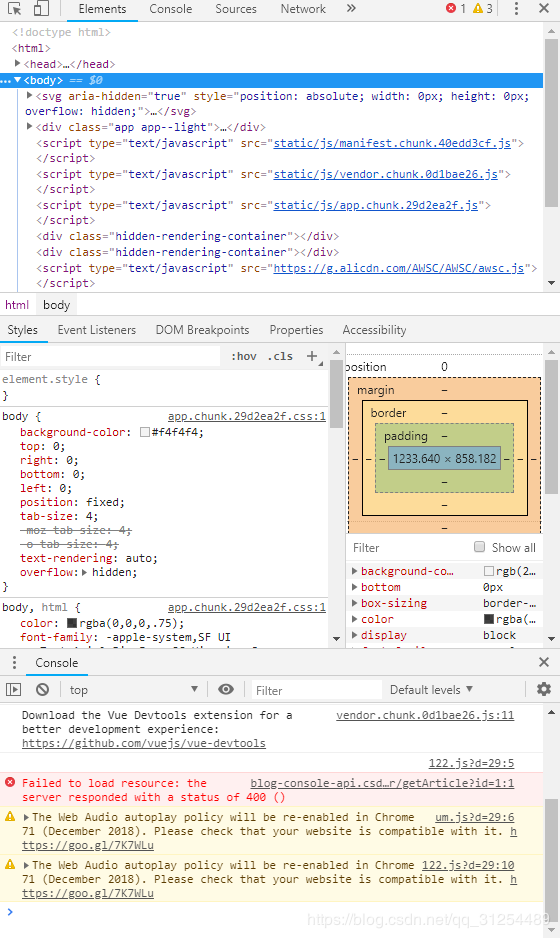 Elements Console Sources Network » 1 3
<!doctype html>
<html>
<head>…</head>
…<body> == $0
<svg aria-hidden="true" style="position: absolute; width: 0px; height: 0px;
overflow: hidden;">…</svg>
<div class="app app--light">…</div>
<script type="text/javascript" src="static/js/manifest.chunk.40edd3cf.js">
</script>
<script type="text/javascript" src="static/js/vendor.chunk.0d1bae26.js">
</script>
<script type="text/javascript" src="static/js/app.chunk.29d2ea2f.js">
</script>
<div class="hidden-rendering-container"></div>
<div class="hidden-rendering-container"></div>
<script type="text/javascript" src="https://g.alicdn.com/AWSC/AWSC/awsc.js">
</script>
html body
Styles Event Listeners DOM Breakpoints Properties Accessibility
Filter :hov .cls +
element.style {
}
body { app.chunk.29d2ea2f.css:1
background-color: #f4f4f4;
top: 0;
right: 0;
bottom: 0;
left: 0;
position: fixed;
tab-size: 4;
-moz-tab-size: 4;
-o-tab-size: 4;
text-rendering: auto;
overflow: hidden;
}
body, html { app.chunk.29d2ea2f.css:1
color: rgba(0,0,0,.75);
font-family: -apple-system,SF UI
position 0
margin –
border –
padding –
– – – 1233.640 × 858.182 – – –
–
–
–
Filter Show all
background-co… rgb(2…
bottom 0px
box-sizing border-…
color rgba(…
display block
Console
top Filter Default levels
Download the Vue Devtools extension for a vendor.chunk.0d1bae26.js:11
better development experience:
https://github.com/vuejs/vue-devtools
122.js?d=29:5
Failed to load resource: the blog-console-api.csd…r/getArticle?id=1:1
server responded with a status of 400 ()
The Web Audio autoplay policy will be re-enabled in Chrome um.js?d=29:6
71 (December 2018). Please check that your website is compatible with it. h
ttps://goo.gl/7K7WLu
The Web Audio autoplay policy will be re-enabled in Chrome 122.js?d=29:10
71 (December 2018). Please check that your website is compatible with it. h
ttps://goo.gl/7K7WLu
>
https://blog.csdn.net/qq_31254489